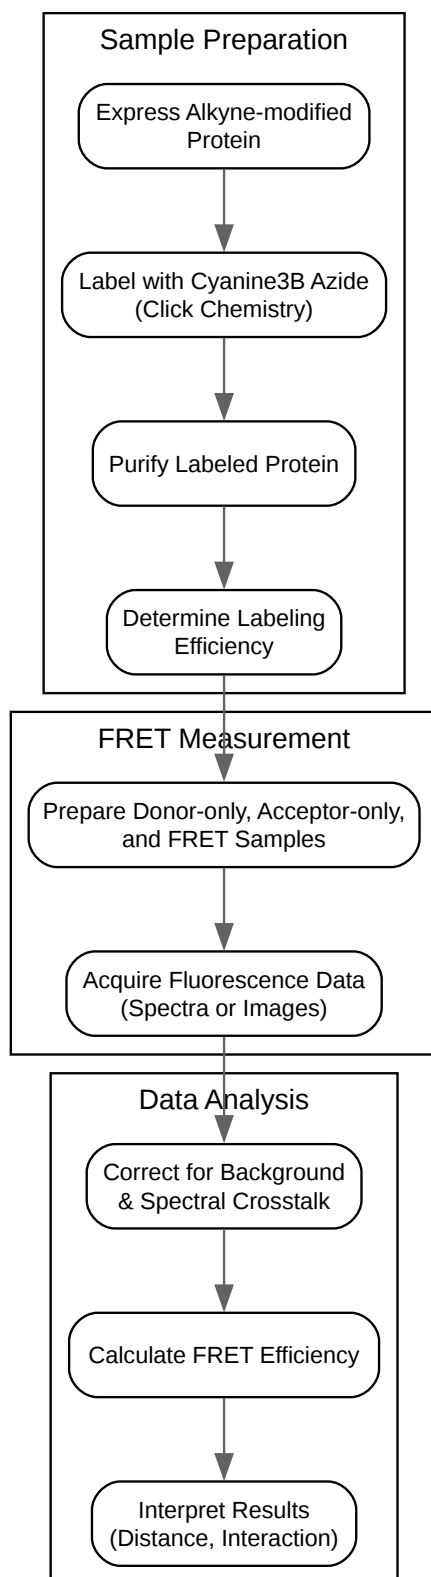 Sample Preparation
Express Alkyne-modified
Protein
Label with Cyanine3B Azide
(Click Chemistry)
Purify Labeled Protein
Determine Labeling
Efficiency
FRET Measurement
Prepare Donor-only, Acceptor-only,
and FRET Samples
Acquire Fluorescence Data
(Spectra or Images)
Data Analysis
Correct for Background
& Spectral Crosstalk
Calculate FRET Efficiency
Interpret Results
(Distance, Interaction)